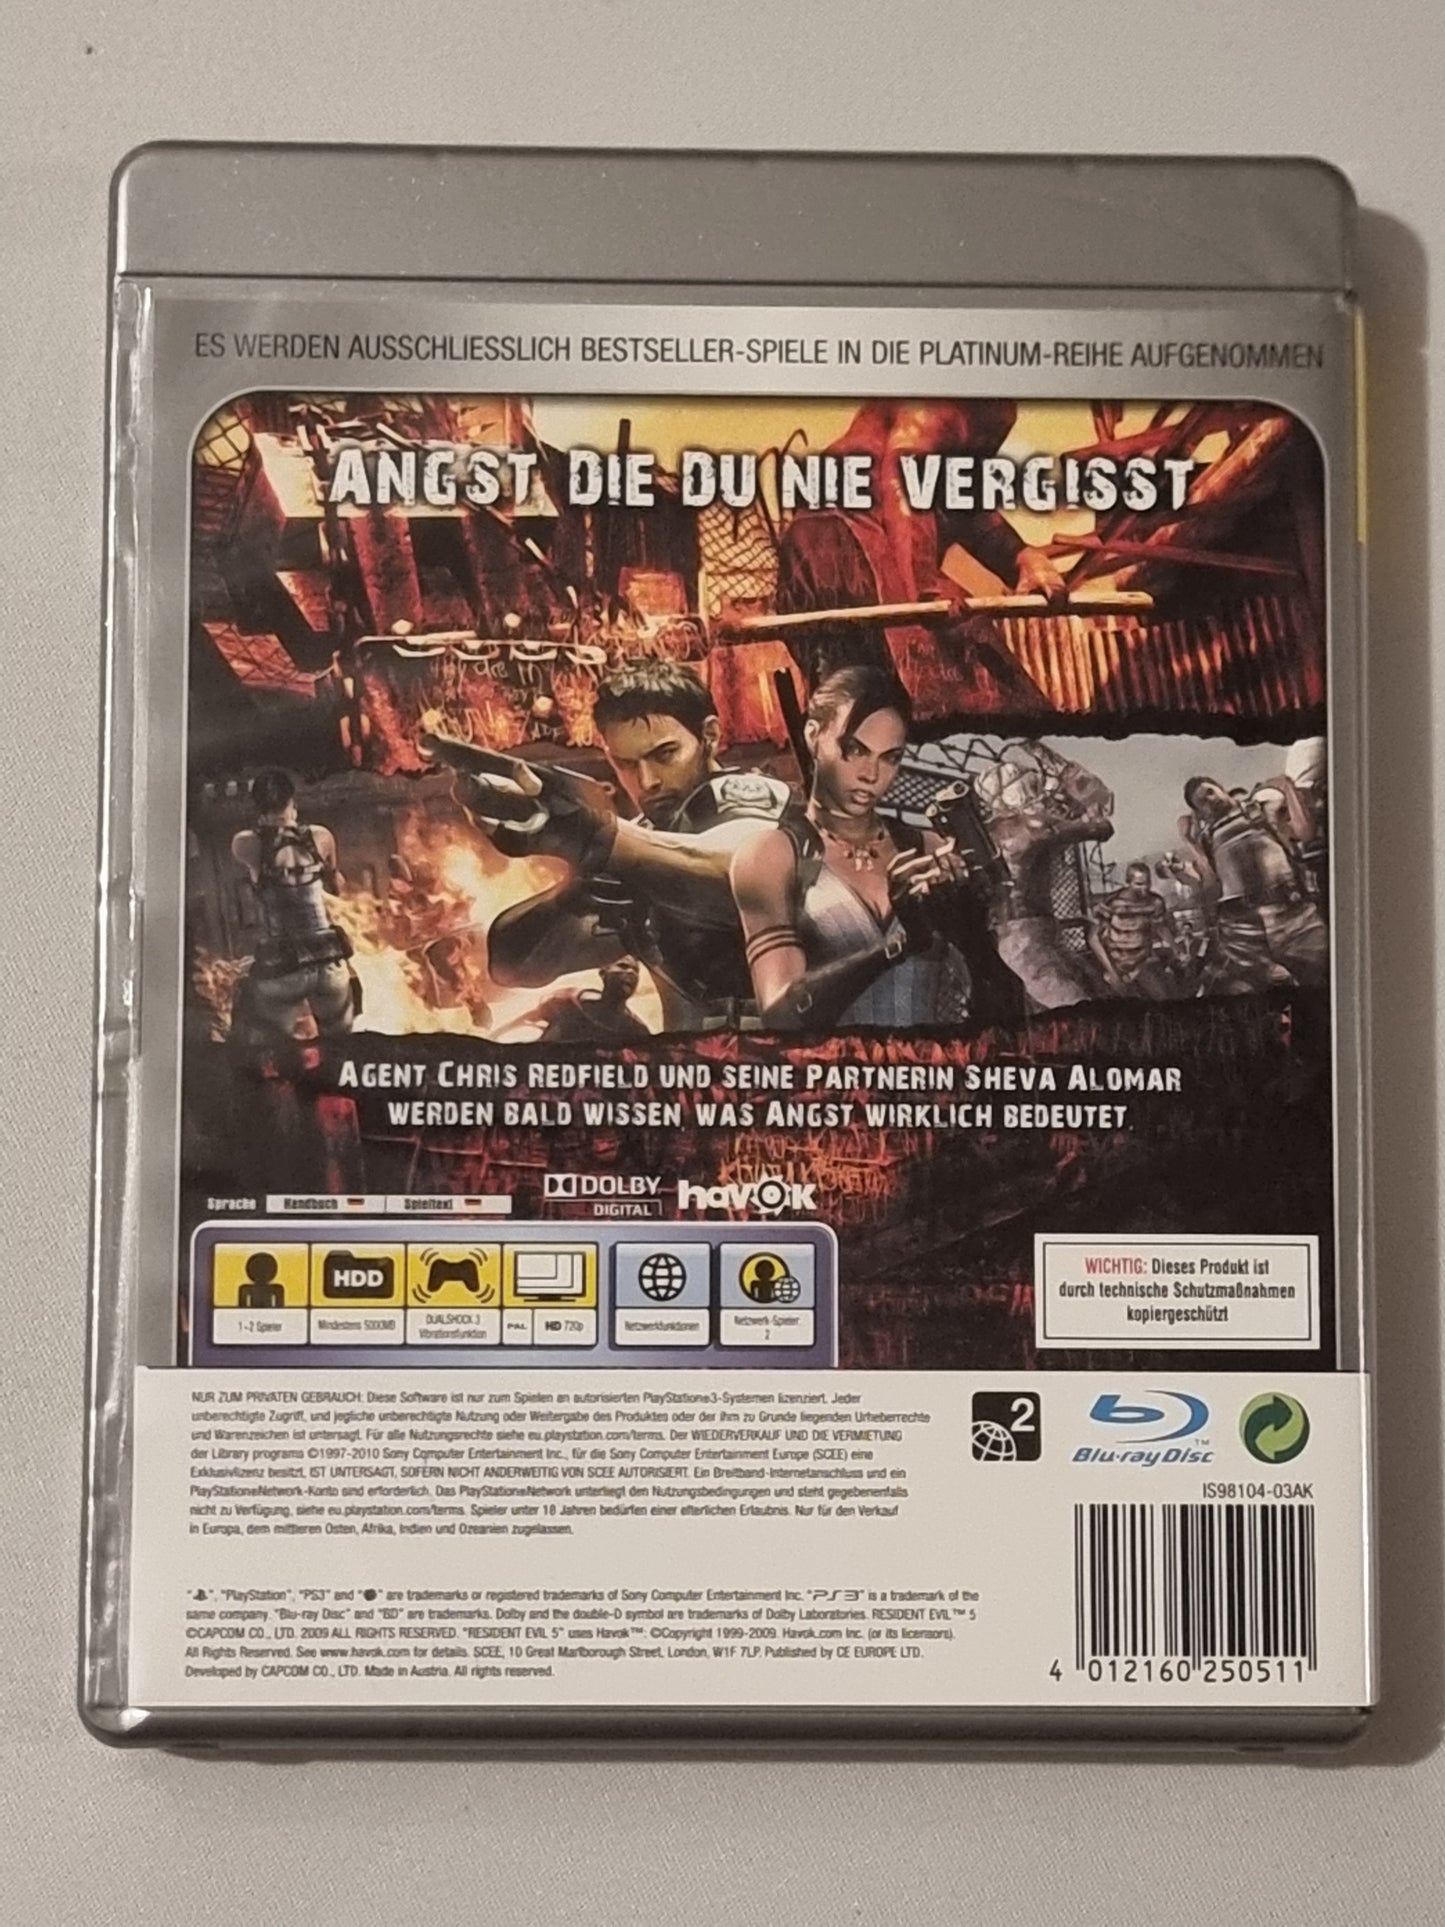 ES WERDEN AUSSCHLIESSLICH BESTSELLER-SPIELE IN DIE PLATINUM-REIHE AUFGENOMMEN
ANGST, DIE DU NIE VERGISST
AGENT CHRIS REDFIELD UND SEINE PARTNERIN SHEVA ALOMAR
WERDEN BALD WISSEN, WAS ANGST WIRKLICH BEDEUTET.
Sprache Handbuch Spieltext
DOLBY
DIGITAL
havok
HDD
1-2 Spieler
Mindestens 5000MB
DUALSHOCK 3
Vibrationsfunktion
PAL HD 720p
Netzwerkfunktionen
Netzwerk-Spieler
2
WICHTIG: Dieses Produkt ist
durch technische Schutzmaßnahmen
kopiergeschützt
NUR ZUM PRIVATEN GEBRAUCH: Diese Software ist nur zum Spielen an autorisierten PlayStation®3-Systemen lizenziert. Jeder
unberechtigte Zugriff, und jegliche unberechtigte Nutzung oder Weitergabe des Produktes oder der ihm zu Grunde liegenden Urheberrechte
und Warenzeichen ist untersagt. Für alle Nutzungsrechte siehe eu.playstation.com/terms. Der WIEDERVERKAUF UND DIE VERMIETUNG
der Library programs ©1997-2010 Sony Computer Entertainment Inc., für die Sony Computer Entertainment Europe (SCEE) eine
Exklusivlizenz besitzt, IST UNTERSAGT, SOFERN NICHT ANDERWEITIG VON SCEE AUTORISIERT. Ein Breitband-Internetanschluss und ein
PlayStation®Network-Konto sind erforderlich. Das PlayStation®Network unterliegt den Nutzungsbedingungen und steht gegebenenfalls
nicht zu Verfügung, siehe eu.playstation.com/terms. Spieler unter 18 Jahren bedürfen einer elterlichen Erlaubnis. Nur für den Verkauf
in Europa, dem mittleren Osten, Afrika, Indien und Ozeanien zugelassen.
2
Blu-ray Disc™
IS98104-03AK
" ", "PlayStation", "PS3" and " " are trademarks or registered trademarks of Sony Computer Entertainment Inc. "PS3" is a trademark of the
same company. "Blu-ray Disc" and "BD" are trademarks. Dolby and the double-D symbol are trademarks of Dolby Laboratories. RESIDENT EVIL™ 5
©CAPCOM CO., LTD. 2009 ALL RIGHTS RESERVED. "RESIDENT EVIL 5" uses Havok™: ©Copyright 1999-2009. Havok.com Inc. (or its licensors).
All Rights Reserved. See www.havok.com for details. SCEE, 10 Great Marlborough Street, London, W1F 7LP. Published by CE EUROPE LTD.
Developed by CAPCOM CO., LTD. Made in Austria. All rights reserved.
4 012160 250511